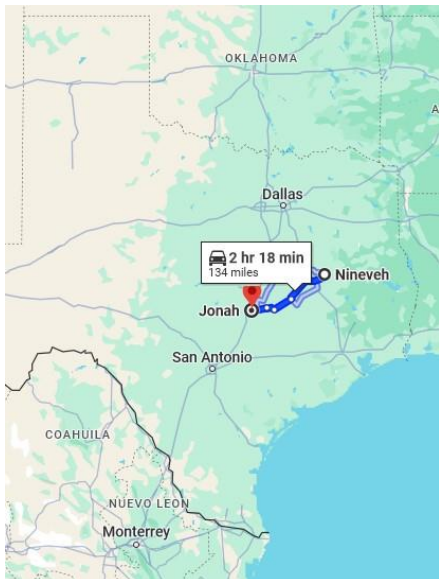 OKLAHOMA
A
Dallas
2 hr 18 min
134 miles
Nineveh
Jonah
San Antonio
COAHUILA
NUEVO LEON
Monterrey